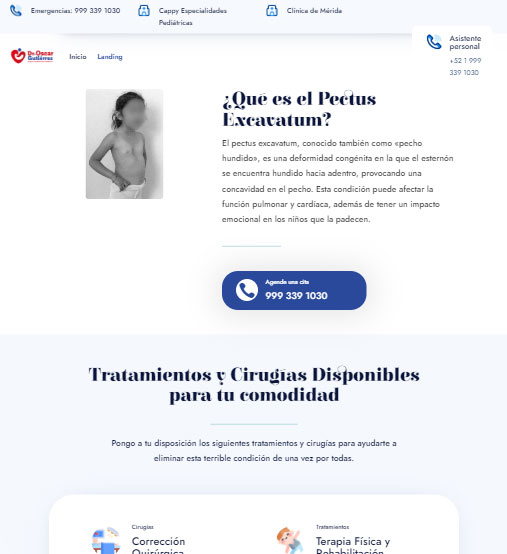 Emergencias: 999 339 1030
Cappy Especialidades
Pediátricas
Clínica de Mérida
Asistente
personal
+52 1 999
339 1030
Dr. Oscar
Gutiérrez
Inicio
Landing
¿Qué es el Pectus
Excavatum?
El pectus excavatum, conocido también como «pecho
hundido», es una deformidad congénita en la que el esternón
se encuentra hundido hacia adentro, provocando una
concavidad en el pecho. Esta condición puede afectar la
función pulmonar y cardíaca, además de tener un impacto
emocional en los niños que la padecen.
Agenda una cita
999 339 1030
Tratamientos y Cirugías Disponibles
para tu comodidad
Pongo a tu disposición los siguientes tratamientos y cirugías para ayudarte a
eliminar esta terrible condición de una vez por todas.
Cirugías
Corrección
Quirúrgica
Tratamientos
Terapia Física y
Rehabilitación